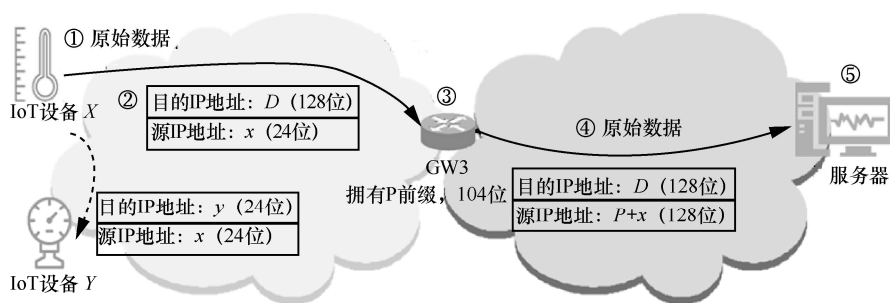 ① 原始数据
IoT设备 X
②
目的IP地址：D（128位）
源IP地址：x（24位）
③
GW3
拥有P前缀，104位
④ 原始数据
目的IP地址：D（128位）
源IP地址：P+x（128位）
⑤
服务器
目的IP地址：y（24位）
源IP地址：x（24位）
IoT设备 Y